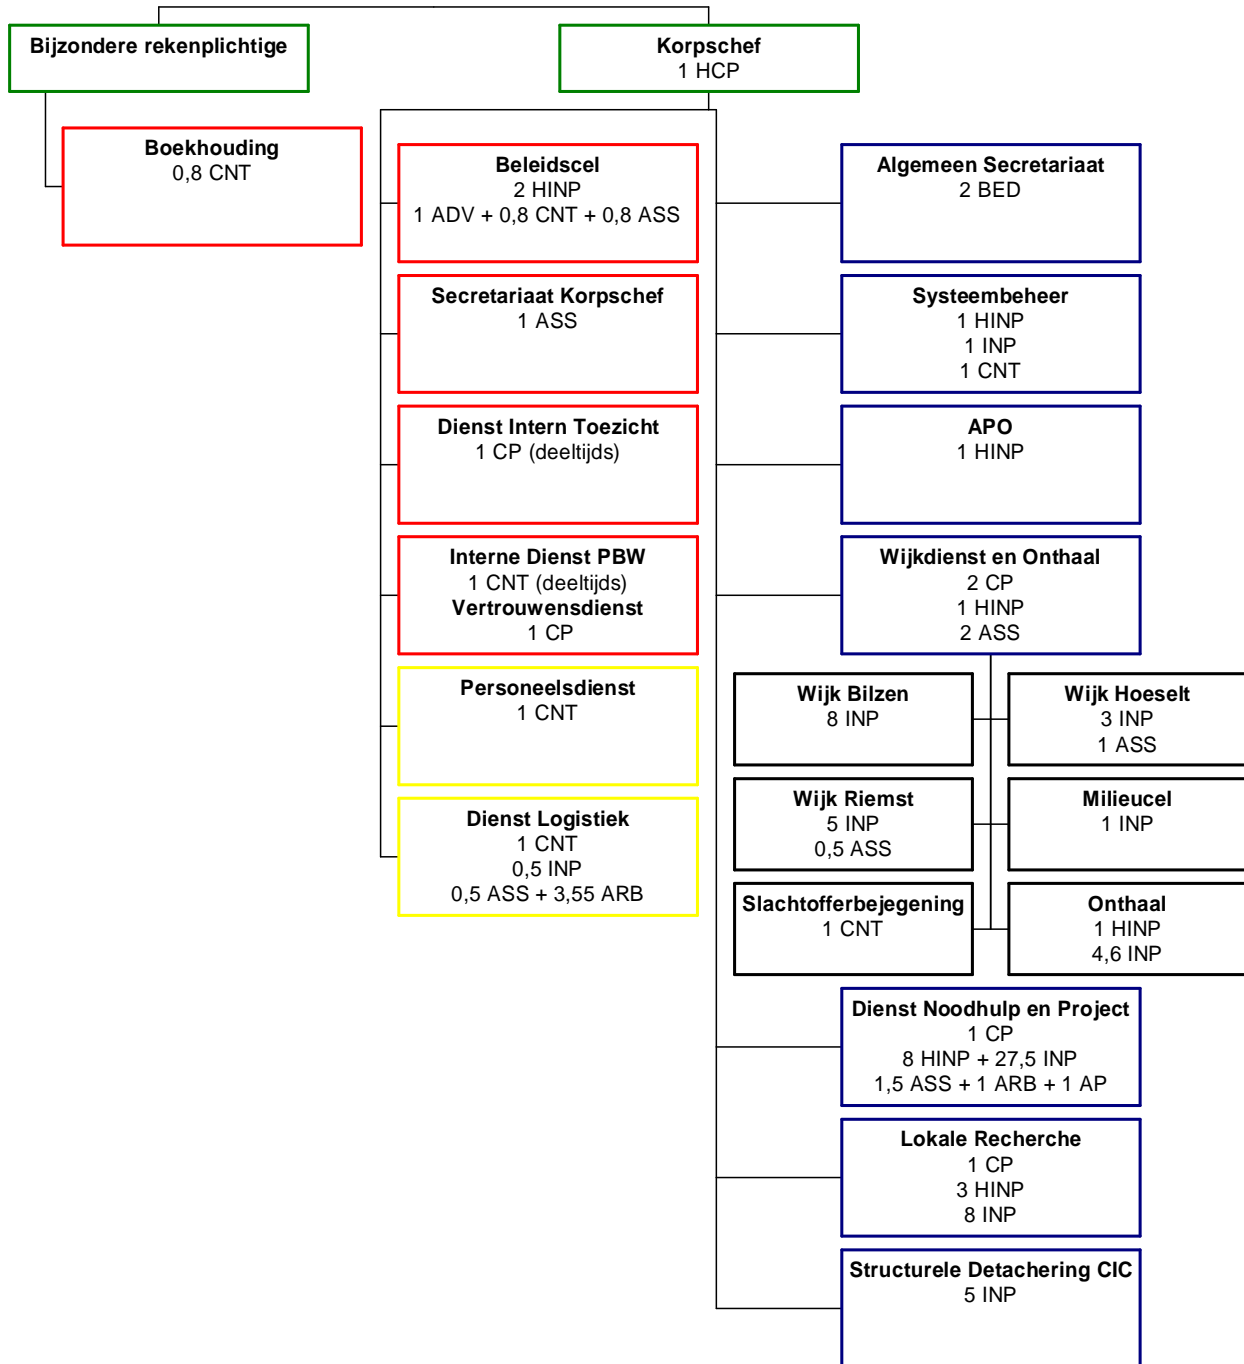 Bijzondere rekenplichtige
Korpschef
1 HCP
Boekhouding
0,8 CNT
Beleidscel
2 HINP
1 ADV + 0,8 CNT + 0,8 ASS
Secretariaat Korpschef
1 ASS
Dienst Intern Toezicht
1 CP (deeltijds)
Interne Dienst PBW
1 CNT (deeltijds)
Vertrouwensdienst
1 CP
Personeelsdienst
1 CNT
Dienst Logistiek
1 CNT
0,5 INP
0,5 ASS + 3,55 ARB
Algemeen Secretariaat
2 BED
Systeembeheer
1 HINP
1 INP
1 CNT
APO
1 HINP
Wijkdienst en Onthaal
2 CP
1 HINP
2 ASS
Wijk Bilzen
8 INP
Wijk Hoeselt
3 INP
1 ASS
Wijk Riemst
5 INP
0,5 ASS
Milieucel
1 INP
Slachtofferbejegening
1 CNT
Onthaal
1 HINP
4,6 INP
Dienst Noodhulp en Project
1 CP
8 HINP + 27,5 INP
1,5 ASS + 1 ARB + 1 AP
Lokale Recherche
1 CP
3 HINP
8 INP
Structurele Detachering CIC
5 INP